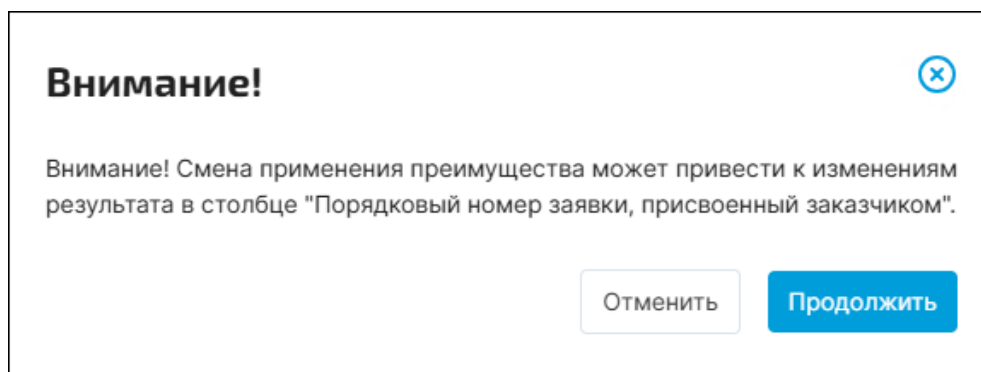 Внимание!
Внимание! Смена применения преимущества может привести к изменениям
результата в столбце "Порядковый номер заявки, присвоенный заказчиком".
Отменить
Продолжить